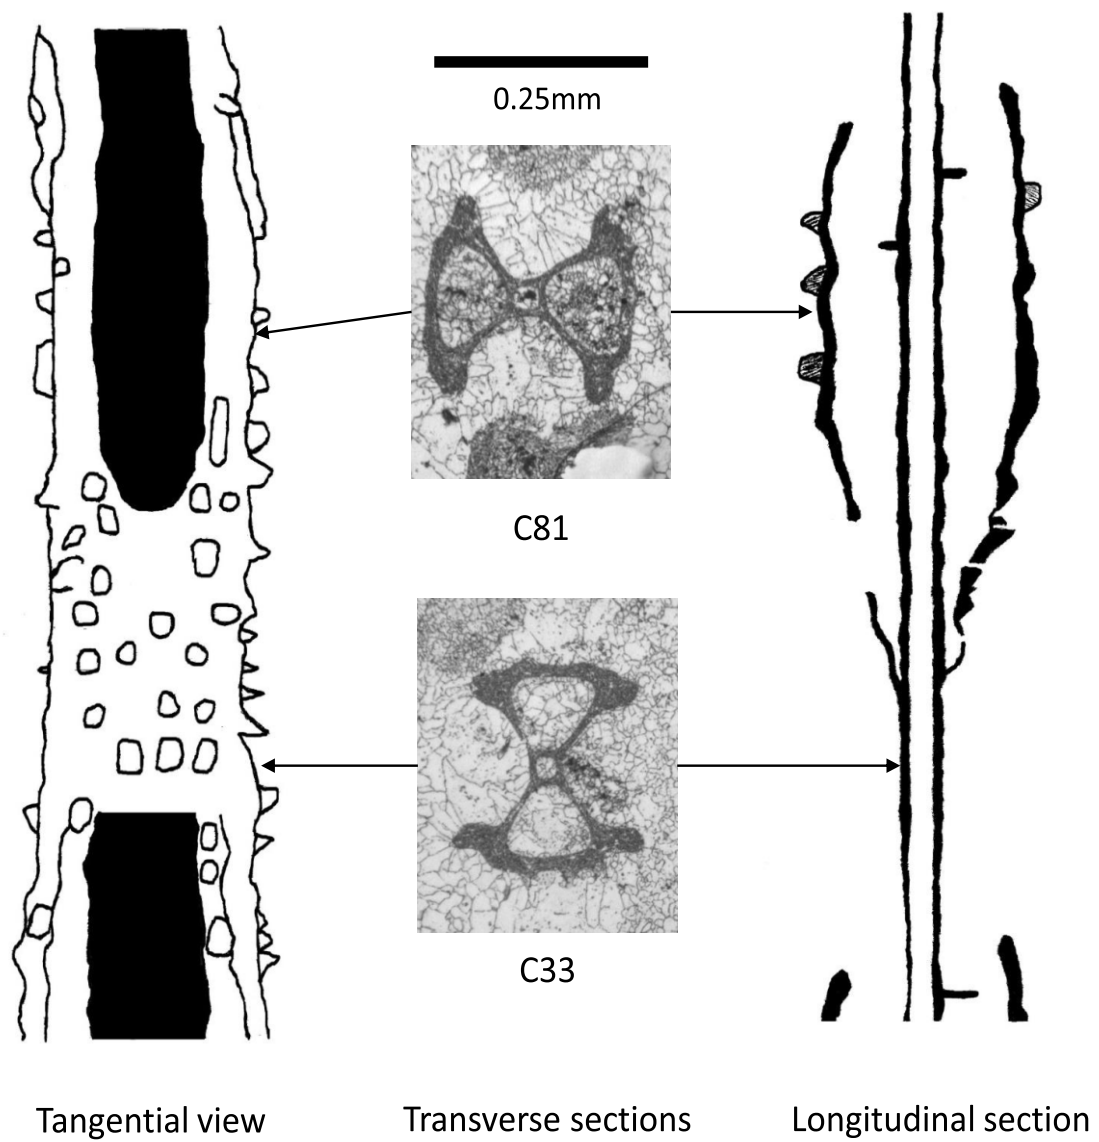 0.25mm
C81
C33
Tangential view
Transverse sections
Longitudinal section